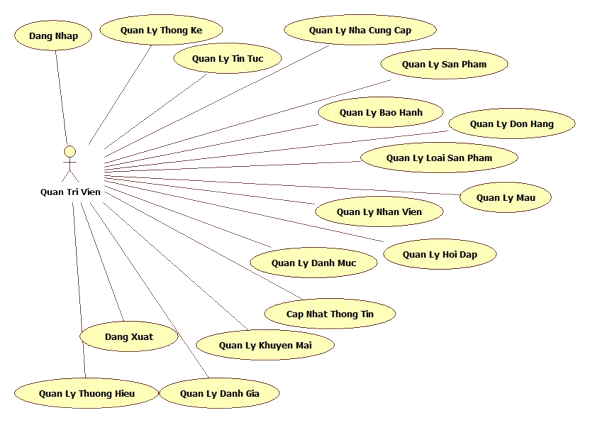 Quan Ly Thong Ke
Quan Ly Nha Cung Cap
Dang Nhap
Quan Ly Tin Tuc
Quan Ly San Pham
Quan Ly Bao Hanh
Quan Ly Don Hang
Quan Ly Loai San Pham
Quan Tri Vien
Quan Ly Mau
Quan Ly Nhan Vien
Quan Ly Hoi Dap
Quan Ly Danh Muc
Cap Nhat Thong Tin
Dang Xuat
Quan Ly Khuyen Mai
Quan Ly Thuong Hieu
Quan Ly Danh Gia